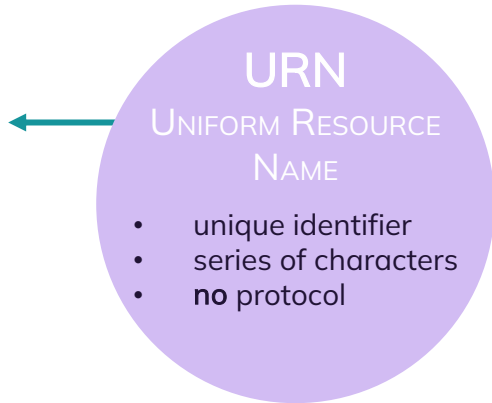 URN
UNIFORM RESOURCE
NAME
• unique identifier
• series of characters
• no protocol